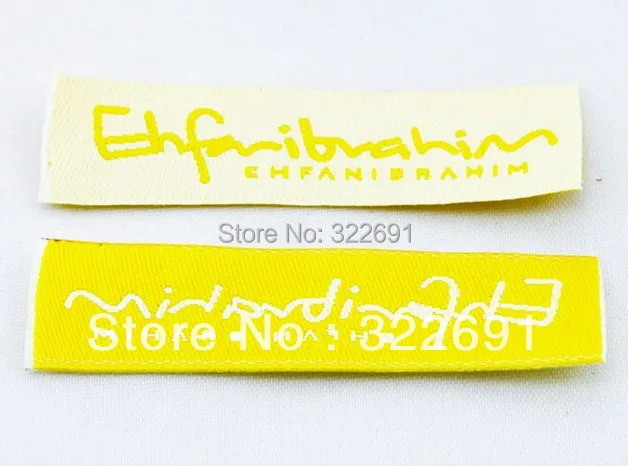 Ehfanibrahim
EHFANIBRAHIM
Store No: 322691
Store No : 322691